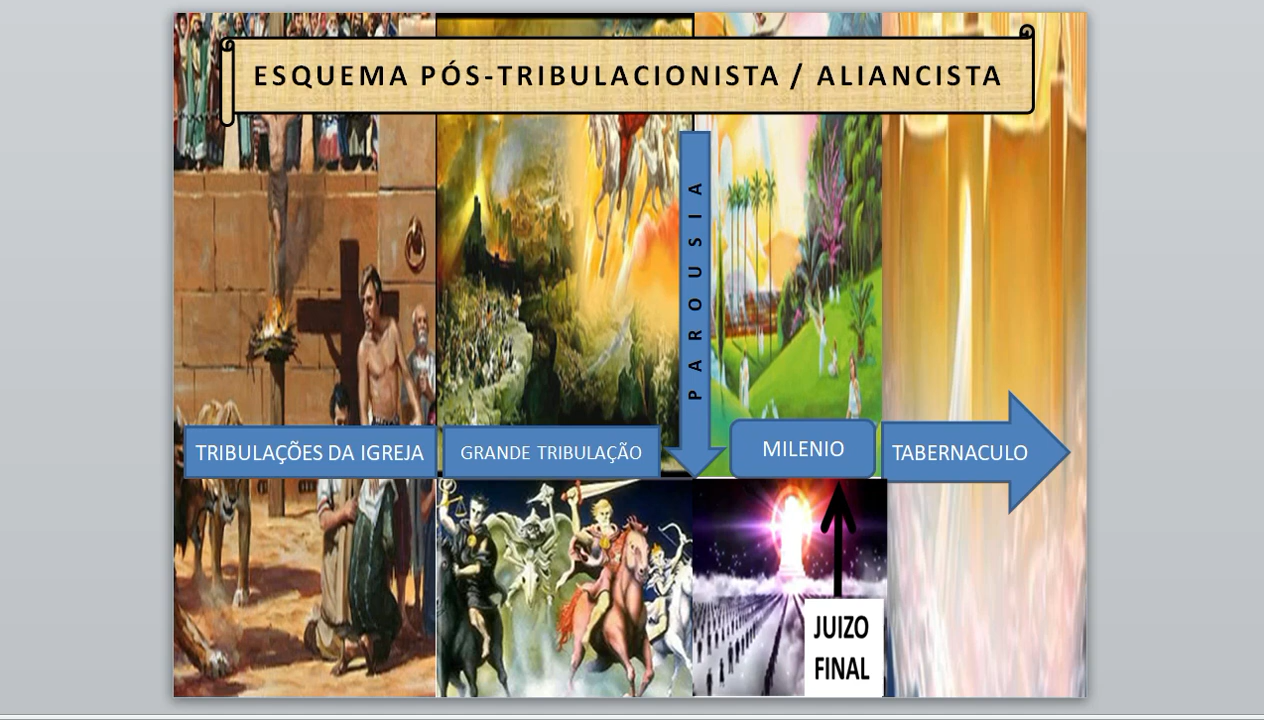 ESQUEMA PÓS-TRIBULACIONISTA / ALIANCISTA
PAROUSIA
TRIBULAÇÕES DA IGREJA
GRANDE TRIBULAÇÃO
MILENIO
TABERNACULO
JUIZO
FINAL